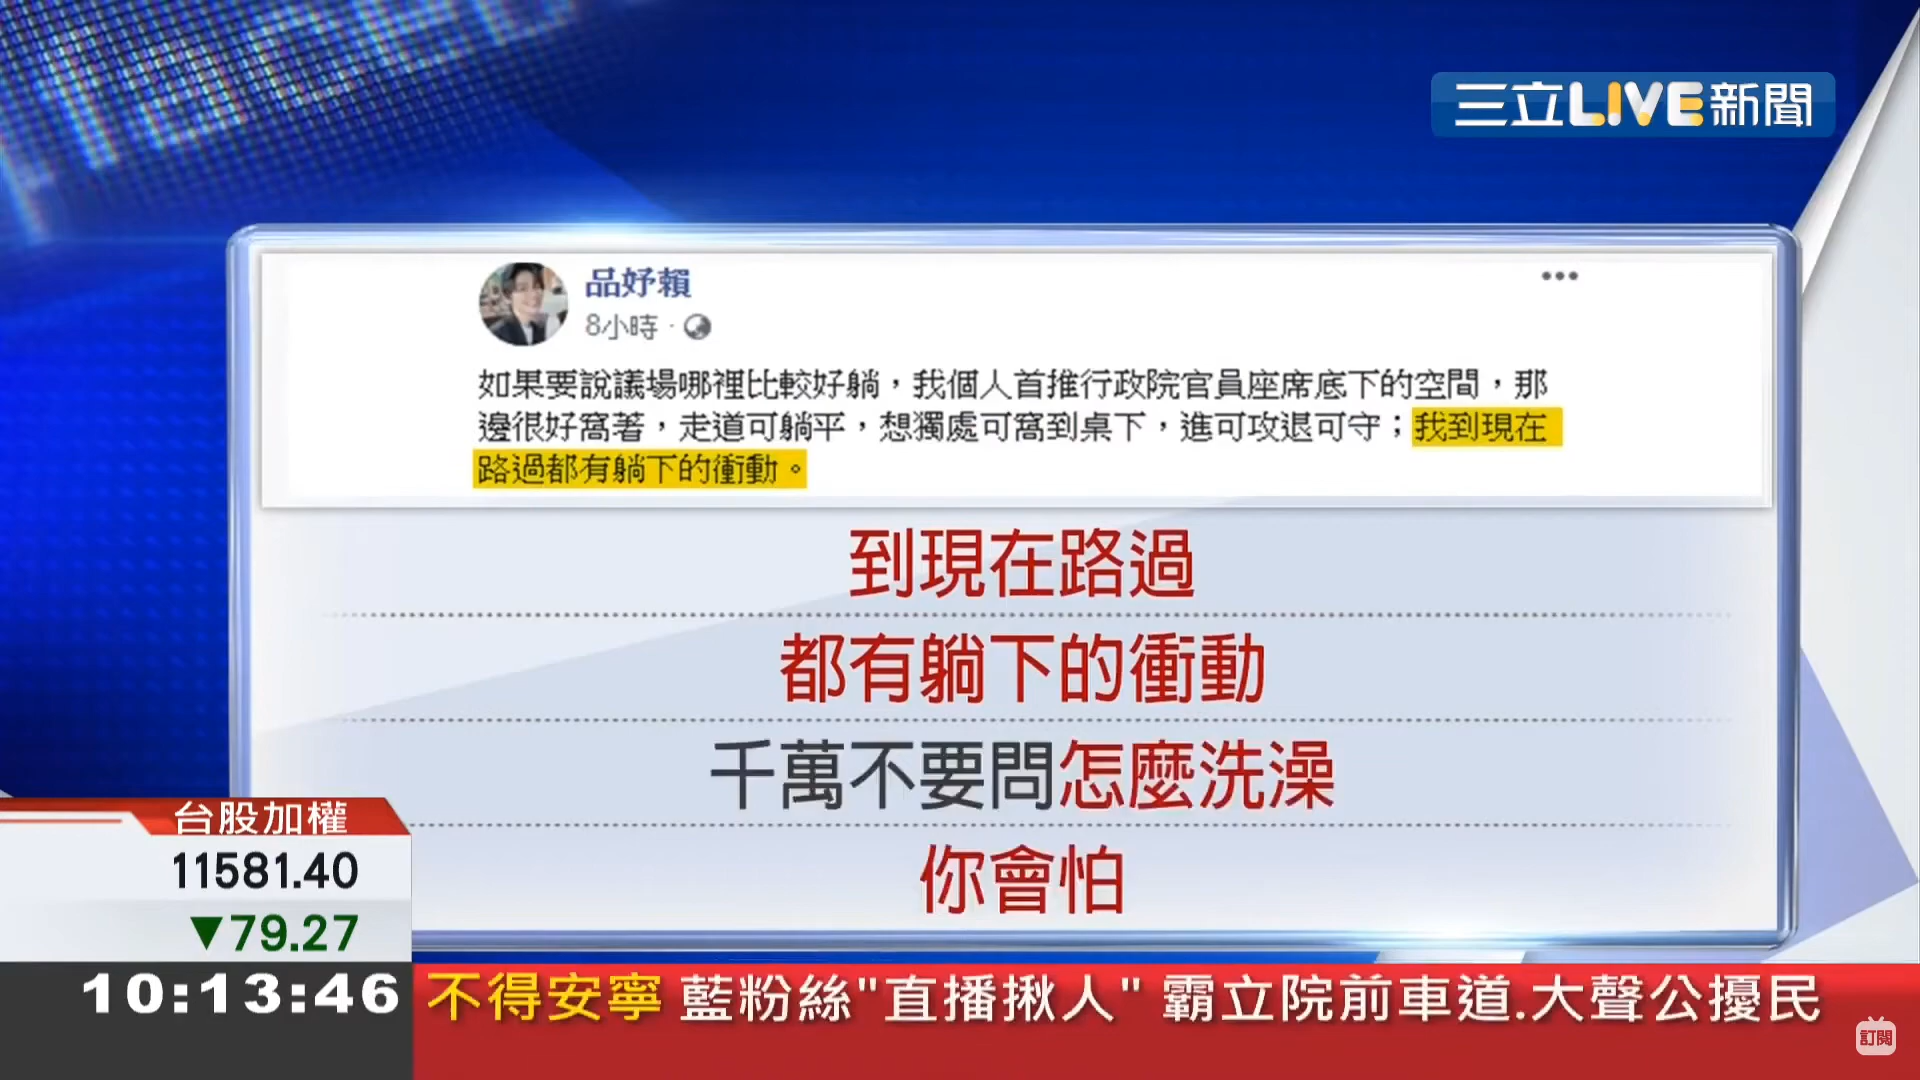 三立LIVE新聞
品妤賴
8小時
如果要說議場哪裡比較好躺，我個人首推行政院官員座席底下的空間，那
邊很好窩著，走道可躺平，想獨處可窩到桌下，進可攻退可守；我到現在
路過都有躺下的衝動。
到現在路過
都有躺下的衝動
千萬不要問怎麼洗澡
你會怕
台股加權
11581.40
▼79.27
10:13:46
不得安寧 藍粉絲"直播揪人" 霸立院前車道.大聲公擾民
訂閱